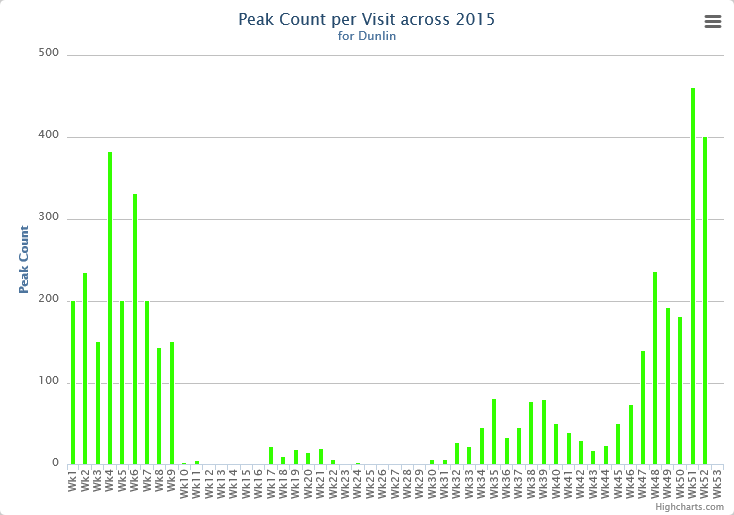 Peak Count per Visit across 2015
for Dunlin
500
400
300
200
100
0
Peak Count
Wk1 Wk2 Wk3 Wk4 Wk5 Wk6 Wk7 Wk8 Wk9 Wk10 Wk11 Wk12 Wk13 Wk14 Wk15 Wk16 Wk17 Wk18 Wk19 Wk20 Wk21 Wk22 Wk23 Wk24 Wk25 Wk26 Wk27 Wk28 Wk29 Wk30 Wk31 Wk32 Wk33 Wk34 Wk35 Wk36 Wk37 Wk38 Wk39 Wk40 Wk41 Wk42 Wk43 Wk44 Wk45 Wk46 Wk47 Wk48 Wk49 Wk50 Wk51 Wk52 Wk53
Highcharts.com